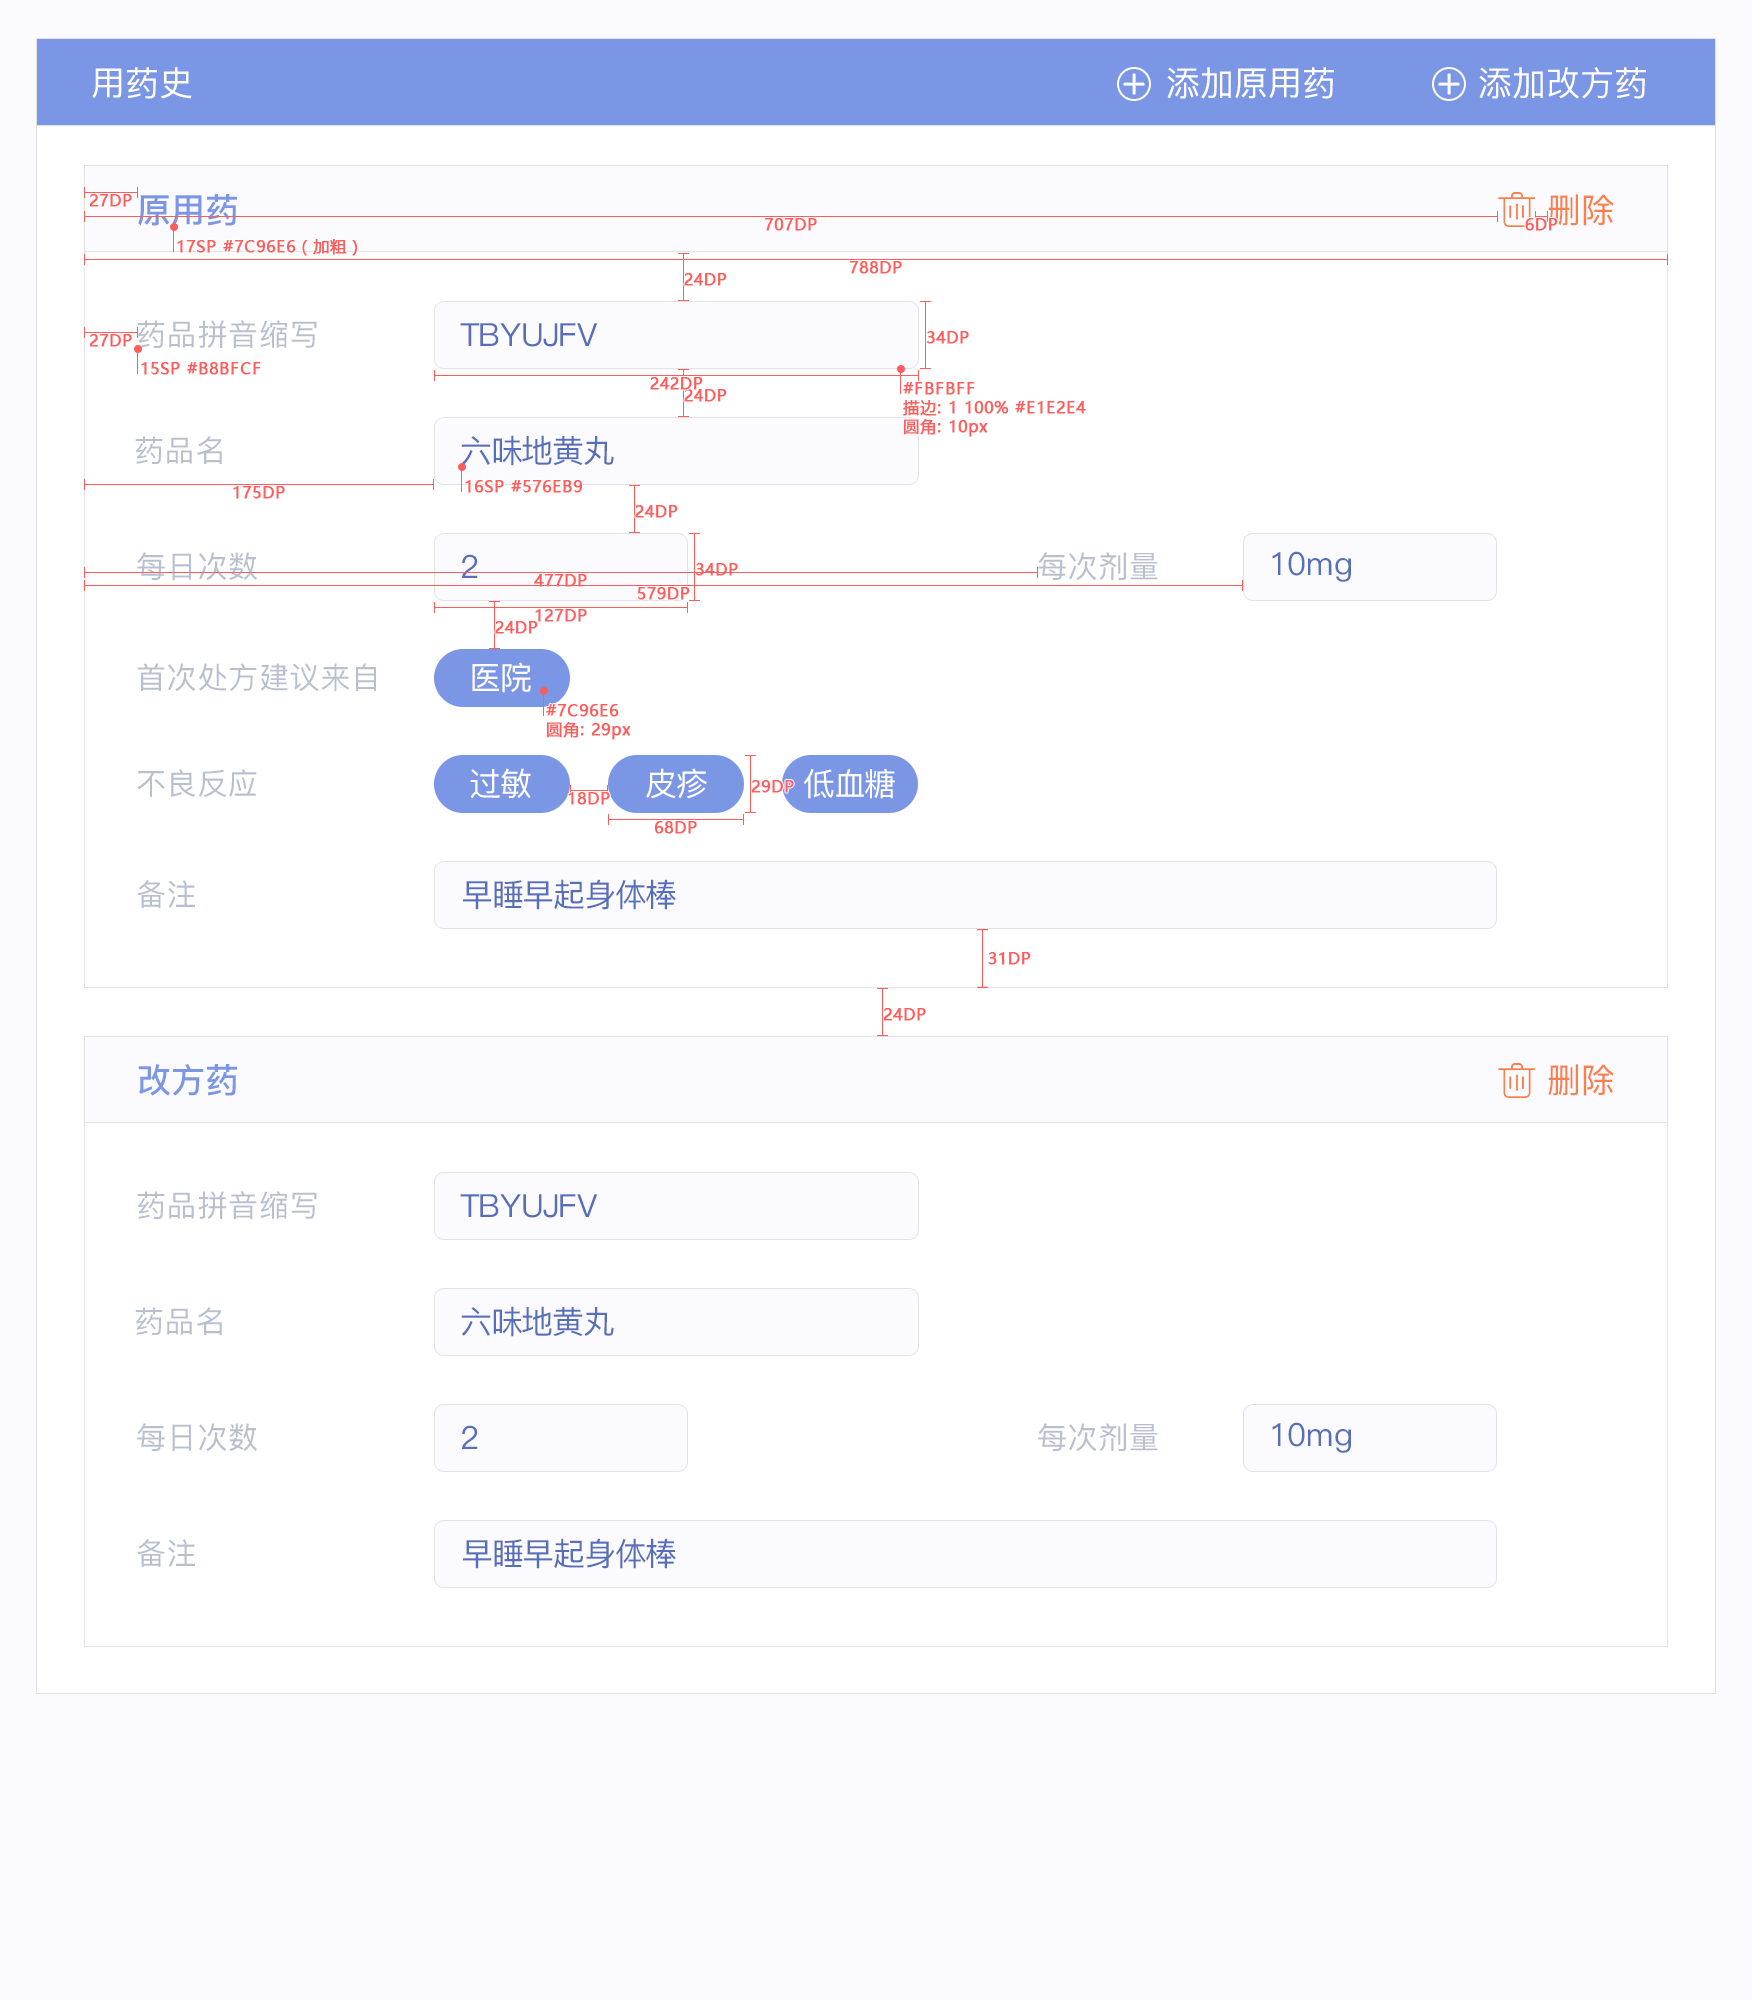 用药史
添加原用药
添加改方药
27DP
原用药
707DP
删除
6DP
17SP #7C96E6 ( 加粗 )
788DP
24DP
27DP
药品拼音缩写
TBYUJFV
34DP
15SP #B8BFCF
242DP
24DP
#FBFBFF
描边: 1 100% #E1E2E4
圆角: 10px
药品名
六味地黄丸
175DP
16SP #576EB9
24DP
每日次数
2
34DP
每次剂量
10mg
477DP
579DP
127DP
24DP
首次处方建议来自
医院
#7C96E6
圆角: 29px
不良反应
过敏
18DP
皮疹
29DP
低血糖
68DP
备注
早睡早起身体棒
31DP
24DP
改方药
删除
药品拼音缩写
TBYUJFV
药品名
六味地黄丸
每日次数
2
每次剂量
10mg
备注
早睡早起身体棒